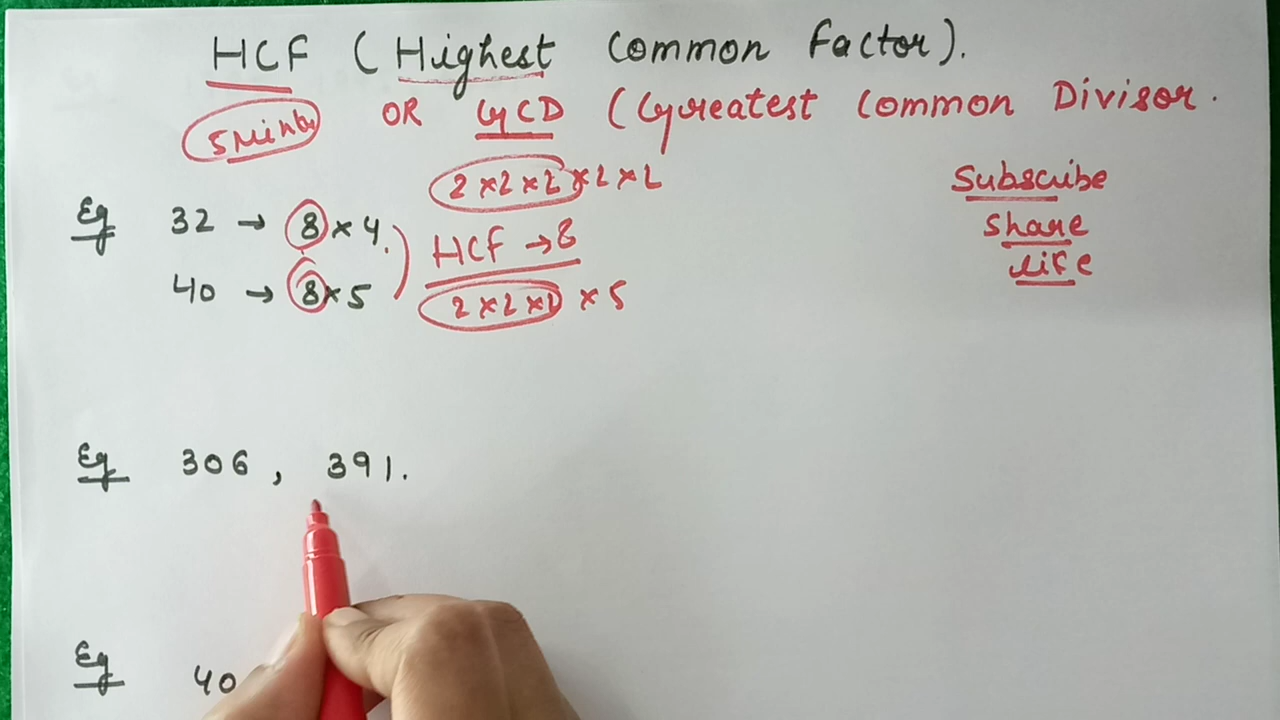 HCF (Highest Common Factor).
OR GCD (Greatest Common Divisor.
2×2×2×2×2
Subscribe
Eg 32 → 8×4.
HCF → 8
Share
40 → 8×5
2×2×2×5
like
Eg 306, 391.
Eg 40